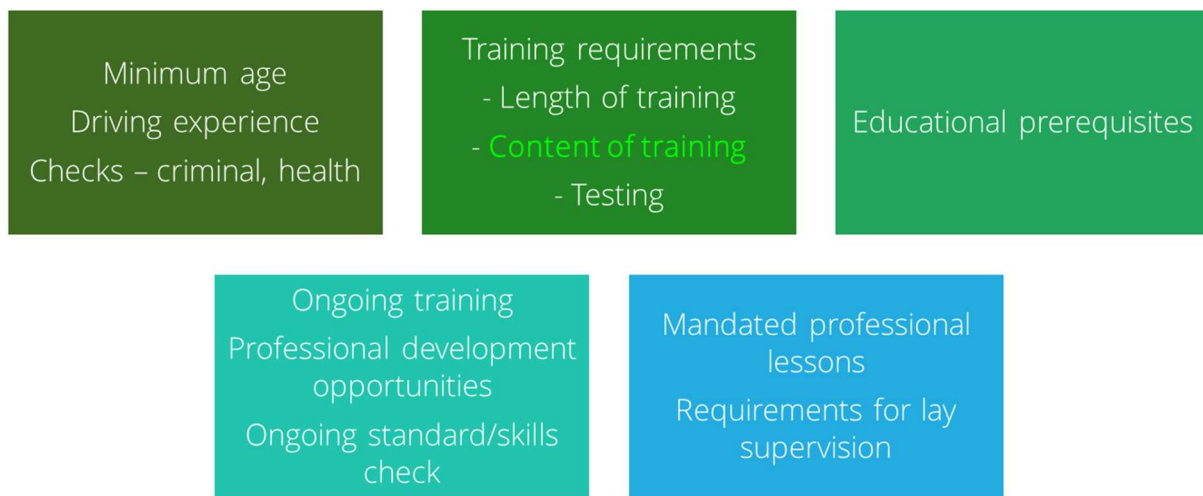 Minimum age
Driving experience
Checks – criminal, health
Training requirements
- Length of training
- Content of training
- Testing
Educational prerequisites
Ongoing training
Professional development
opportunities
Ongoing standard/skills
check
Mandated professional
lessons
Requirements for lay
supervision